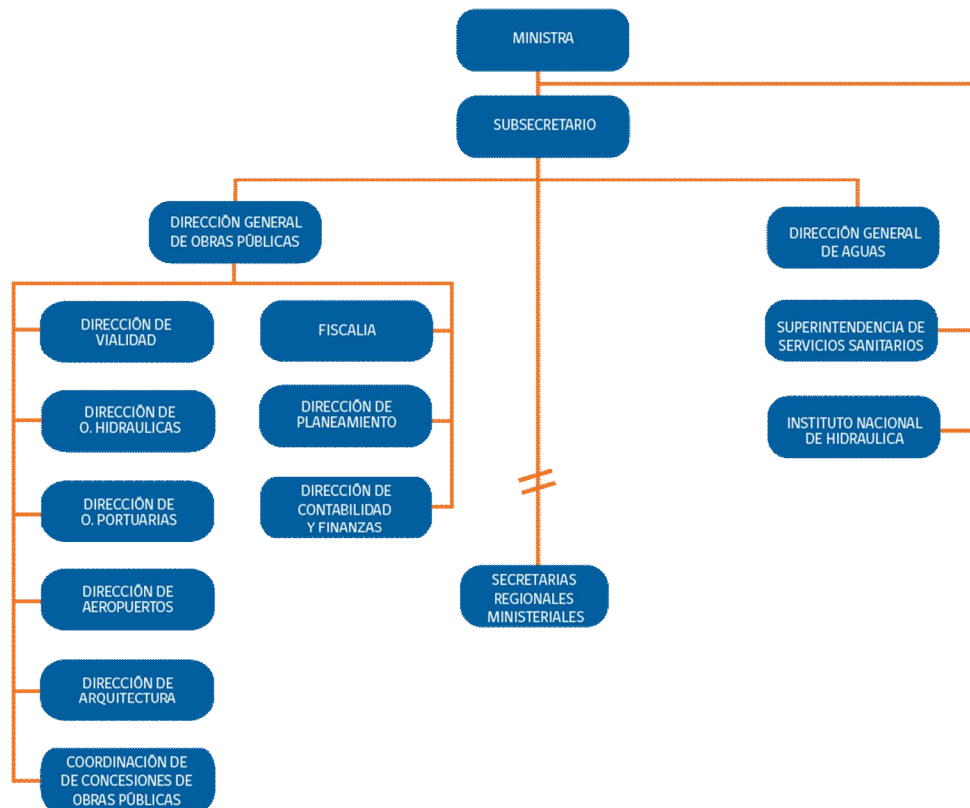 MINISTRA
SUBSECRETARIO
DIRECCIÓN GENERAL
DE OBRAS PÚBLICAS
DIRECCIÓN GENERAL
DE AGUAS
DIRECCIÓN DE
VIALIDAD
FISCALIA
SUPERINTENDENCIA DE
SERVICIOS SANITARIOS
DIRECCIÓN DE
O. HIDRAULICAS
DIRECCIÓN DE
PLANEAMIENTO
INSTITUTO NACIONAL
DE HIDRAULICA
DIRECCIÓN DE
O. PORTUARIAS
DIRECCIÓN DE
CONTABILIDAD
Y FINANZAS
DIRECCIÓN DE
AEROPUERTOS
SECRETARIAS
REGIONALES
MINISTERIALES
DIRECCIÓN DE
ARQUITECTURA
COORDINACIÓN DE
DE CONCESIONES DE
OBRAS PÚBLICAS